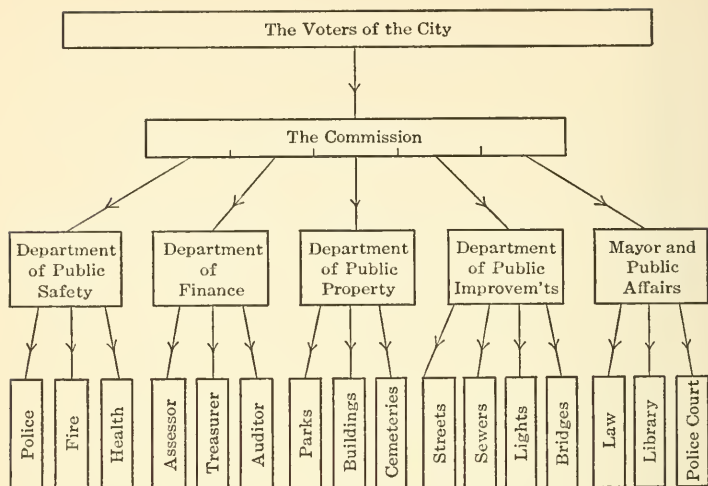 The Voters of the City
The Commission
Department
of Public
Safety
Department
of
Finance
Department
of Public
Property
Department
of Public
Improvem'ts
Mayor and
Public
Affairs
Police
Fire
Health
Assessor
Treasurer
Auditor
Parks
Buildings
Cemeteries
Streets
Sewers
Lights
Bridges
Law
Library
Police Court